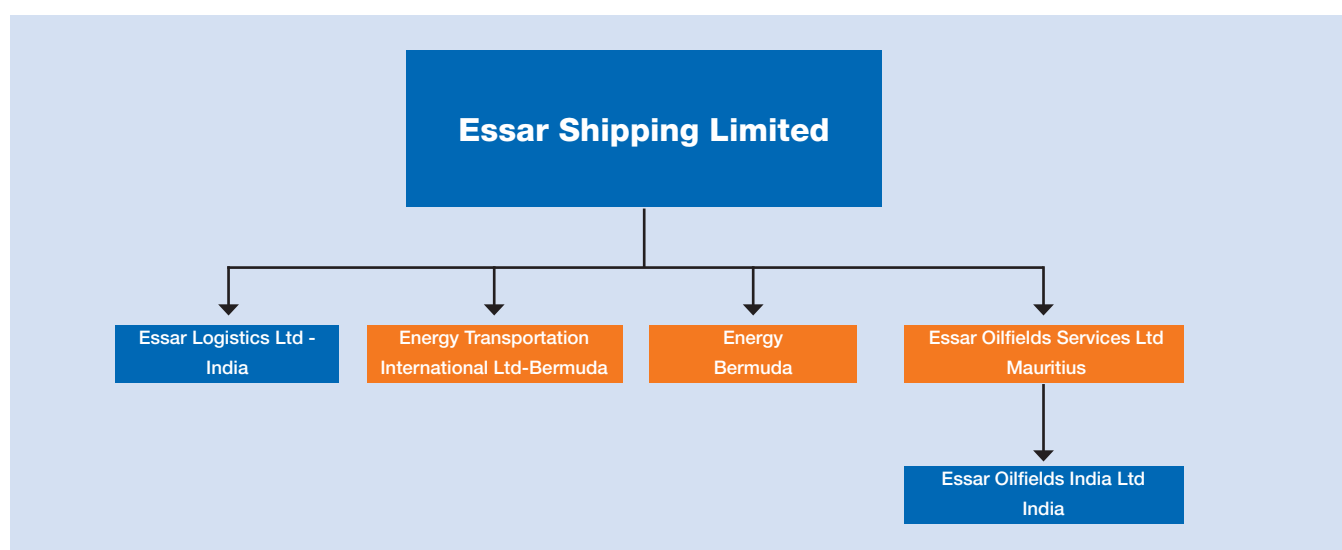 Essar Shipping Limited
Essar Logistics Ltd -
India
Energy Transportation
International Ltd-Bermuda
Energy
Bermuda
Essar Oilfields Services Ltd
Mauritius
Essar Oilfields India Ltd
India